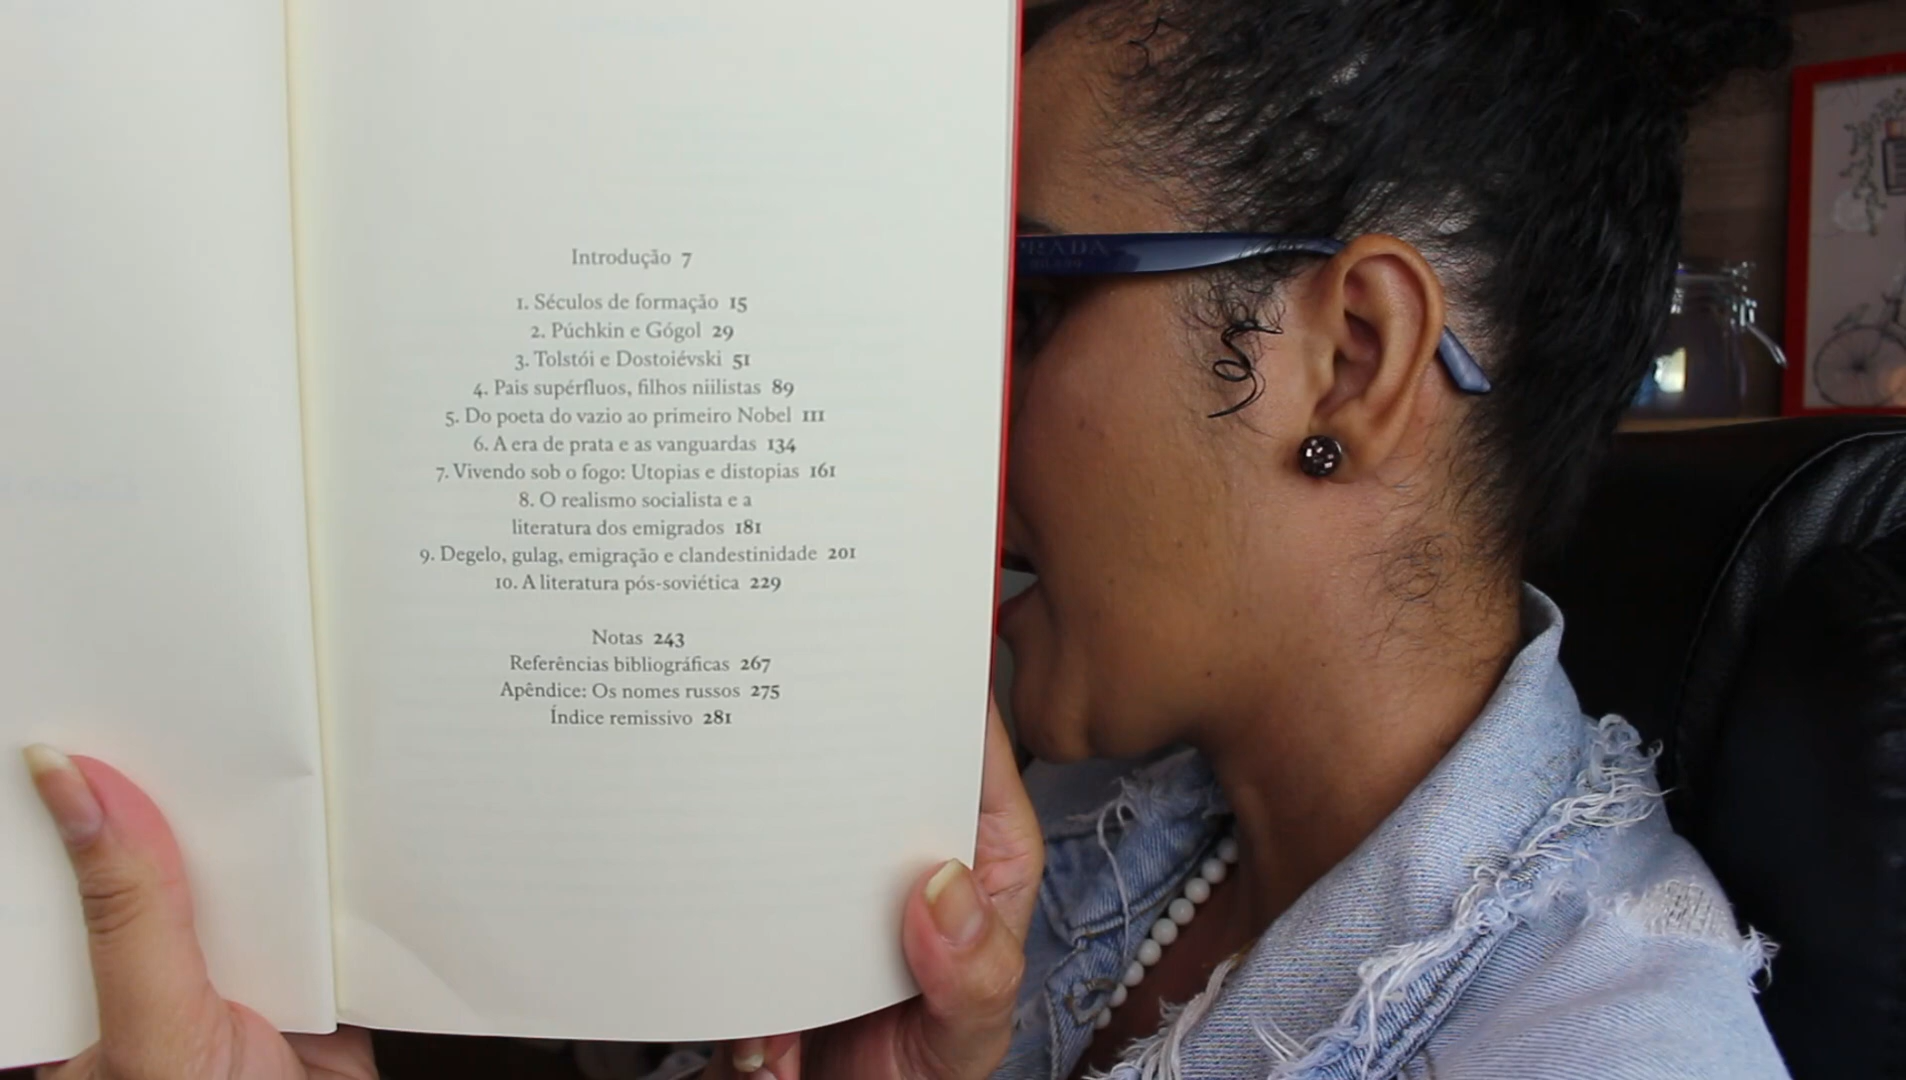 Introdução 7
1. Séculos de formação 15
2. Púchkin e Gógol 29
3. Tolstói e Dostoiévski 51
4. Pais supérfluos, filhos niilistas 89
5. Do poeta do vazio ao primeiro Nobel 111
6. A era de prata e as vanguardas 134
7. Vivendo sob o fogo: Utopias e distopias 161
8. O realismo socialista e a
literatura dos emigrados 181
9. Degelo, gulag, emigração e clandestinidade 201
10. A literatura pós-soviética 229
Notas 243
Referências bibliográficas 267
Apêndice: Os nomes russos 275
Índice remissivo 281
PRADA